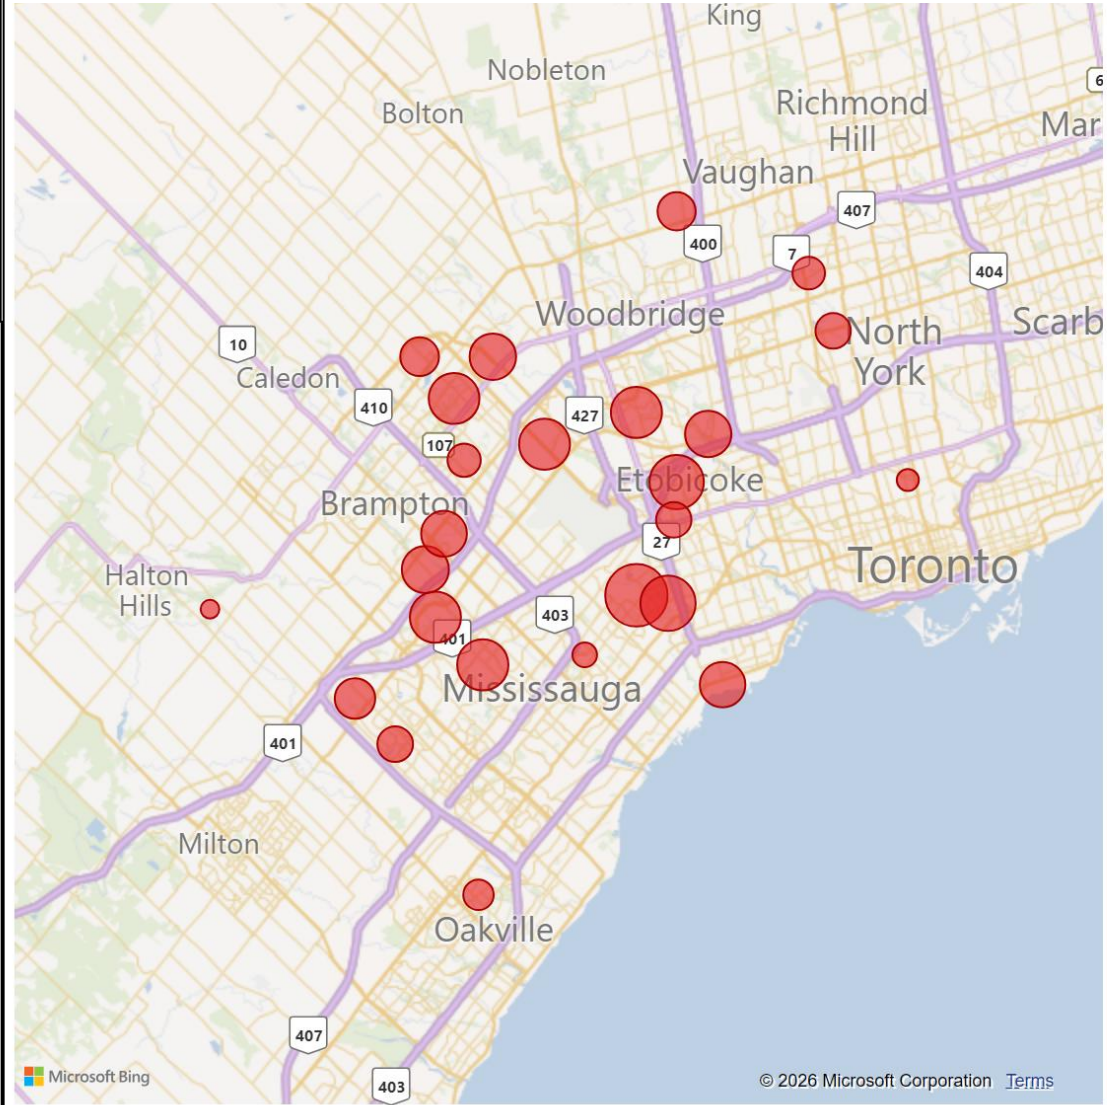 King
Nobleton
Bolton
Richmond
Hill
6
Mar
Vaughan
407
400
7
404
Woodbridge
Scarb
North
York
10
Caledon
410
427
107
Etobicoke
Brampton
27
Toronto
Halton
Hills
403
401
Mississauga
401
Milton
Oakville
407
Microsoft Bing
403
© 2026 Microsoft Corporation Terms